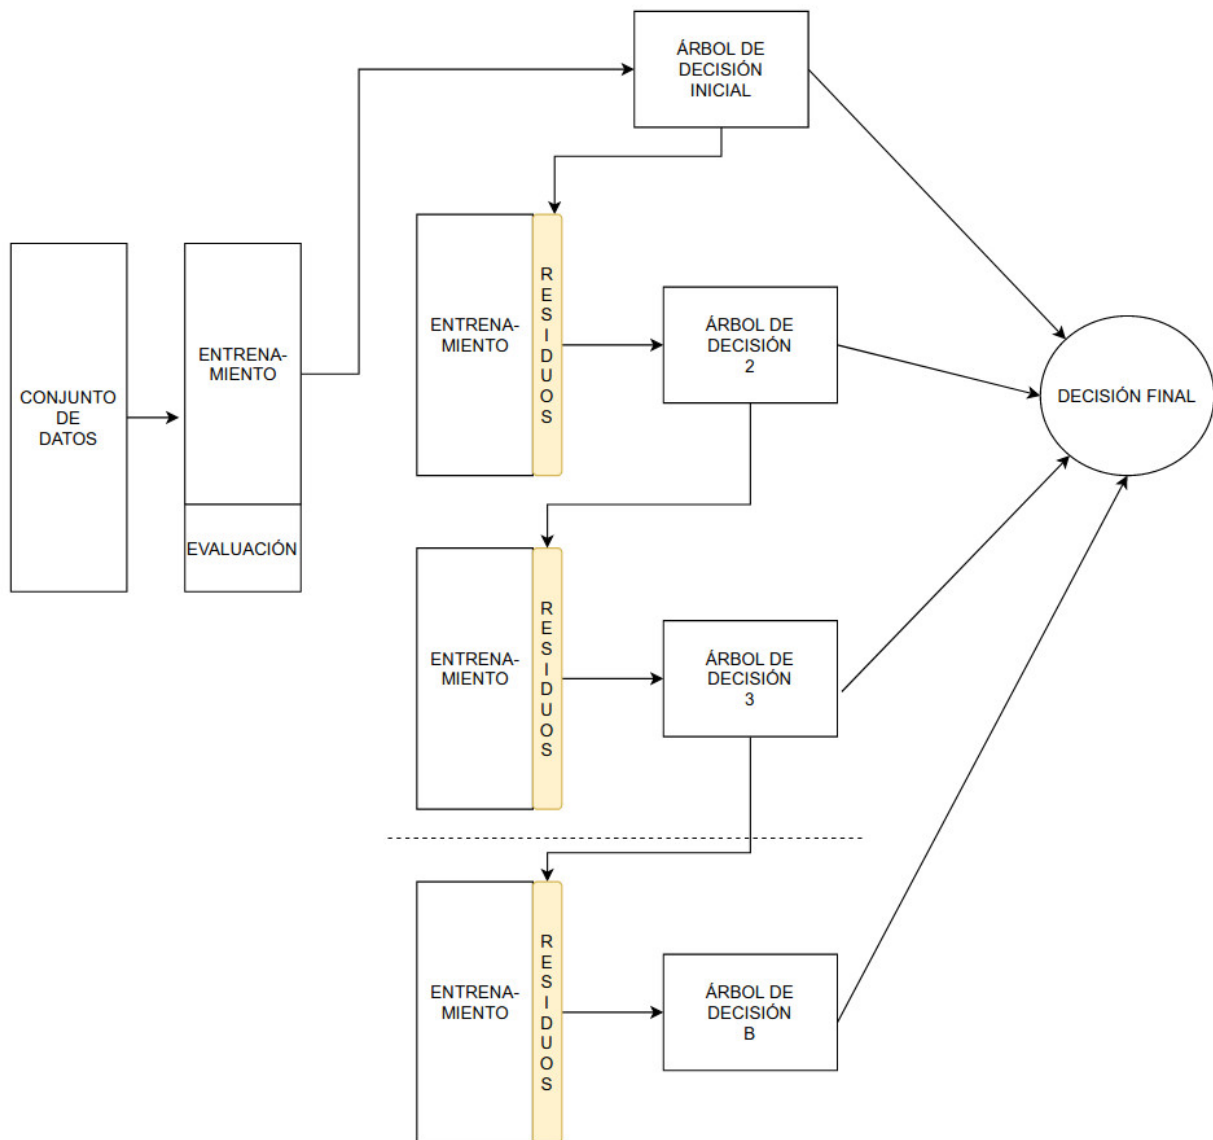 ÁRBOL DE
DECISIÓN
INICIAL
CONJUNTO
DE
DATOS
ENTRENA-
MIENTO
EVALUACIÓN
ENTRENA-
MIENTO
R
E
S
I
D
U
O
S
ÁRBOL DE
DECISIÓN
2
DECISIÓN FINAL
ENTRENA-
MIENTO
R
E
S
I
D
U
O
S
ÁRBOL DE
DECISIÓN
3
ENTRENA-
MIENTO
R
E
S
I
D
U
O
S
ÁRBOL DE
DECISIÓN
B